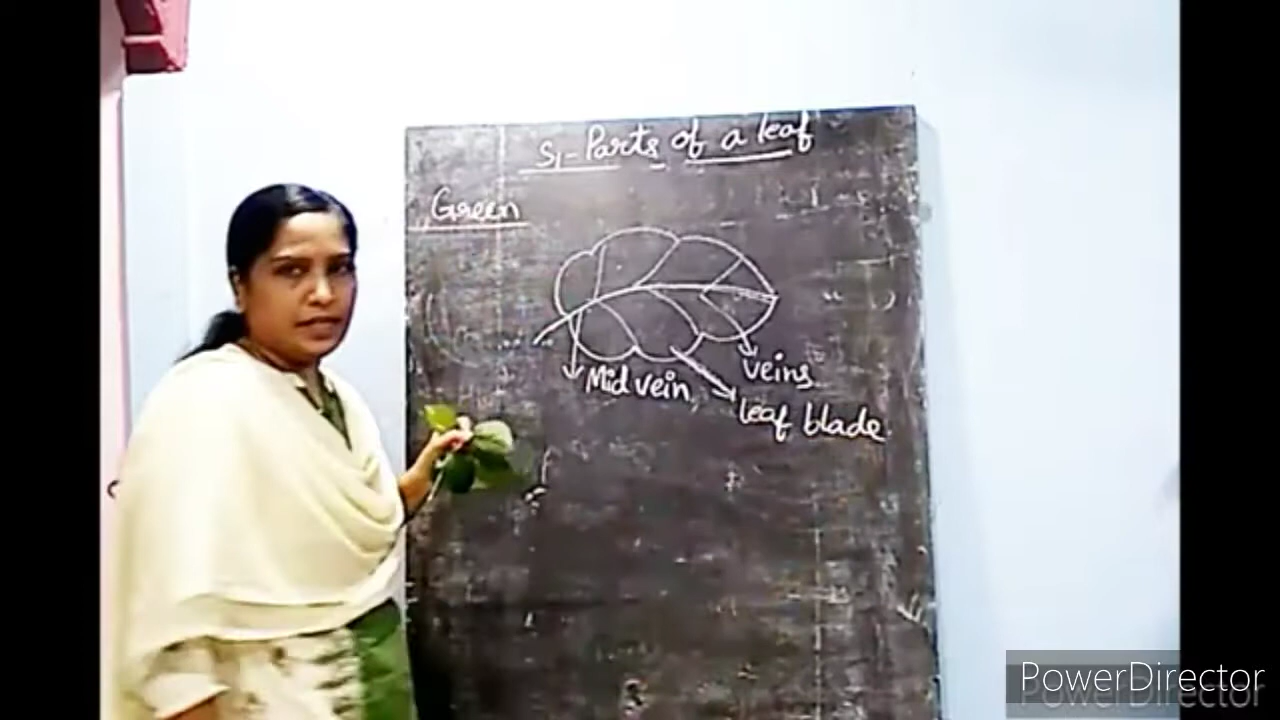 S1-Parts of a leaf
Green
veins
Mid vein
leaf blade
PowerDirector